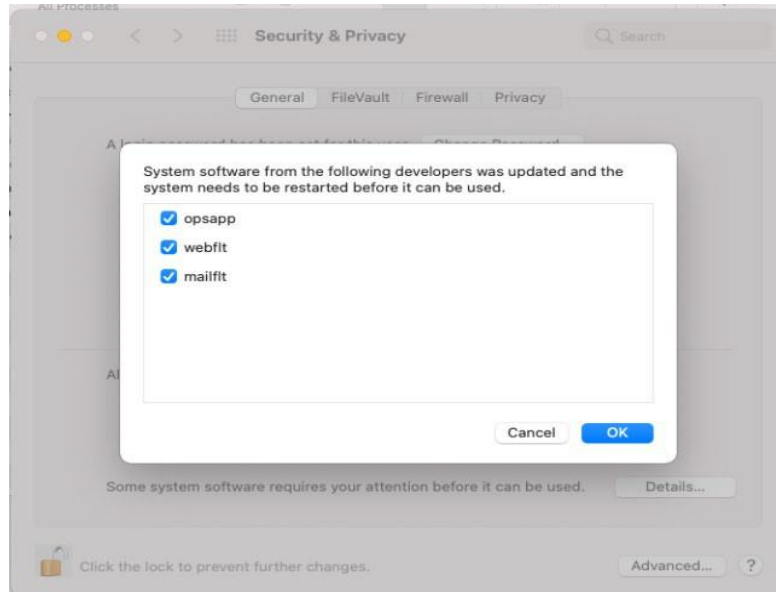 All Processes
Security & Privacy
Search
General FileVault Firewall Privacy
System software from the following developers was updated and the
system needs to be restarted before it can be used.
opsapp
webflt
mailflt
Cancel OK
Some system software requires your attention before it can be used. Details...
Click the lock to prevent further changes. Advanced... ?